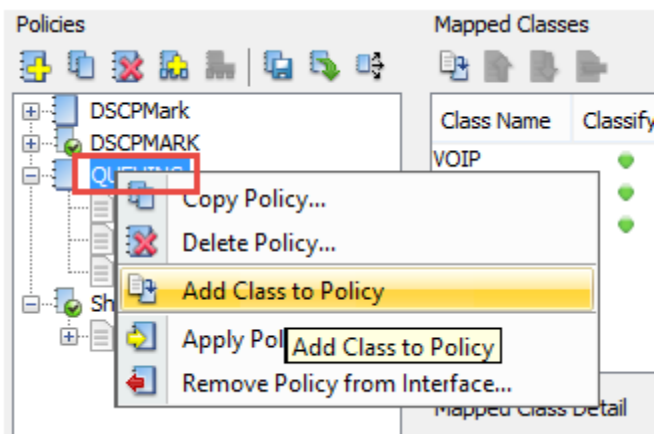 Policies
Mapped Classes
DSCPMark
DSCPMARK
Class Name Classify
VOIP
Copy Policy...
Delete Policy...
Add Class to Policy
Sh
Apply Pol
Add Class to Policy
Remove Policy from Interface...
Mapped Class Detail